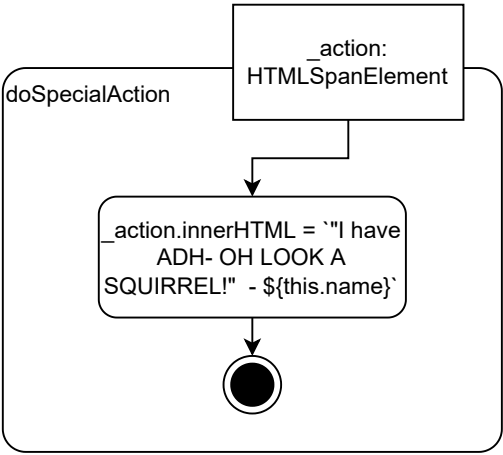 _action:
HTMLSpanElement
doSpecialAction
_action.innerHTML = `"I have
ADH- OH LOOK A
SQUIRREL!"  - ${this.name}`